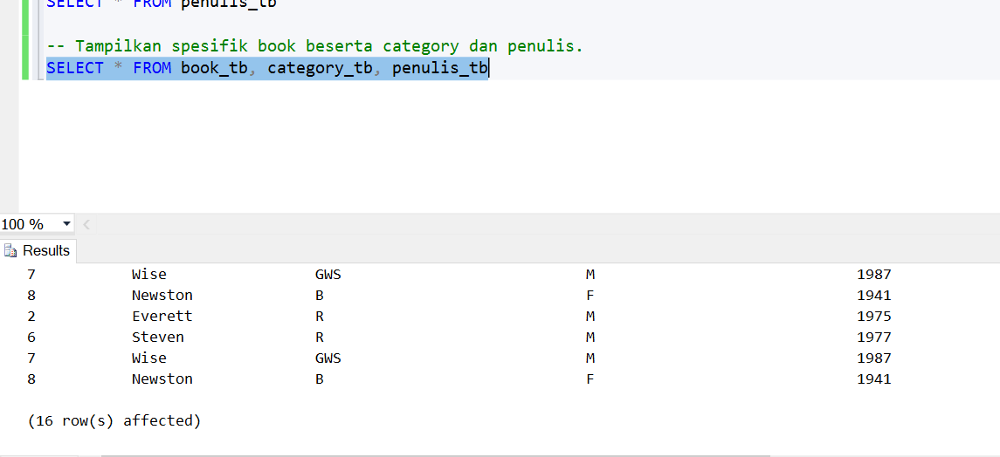 SELECT * FROM penulis_tb
-- Tampilkan spesifik book beserta category dan penulis.
SELECT * FROM book_tb, category_tb, penulis_tb
100 %
Results
7 Wise GWS M 1987
8 Newston B F 1941
2 Everett R M 1975
6 Steven R M 1977
7 Wise GWS M 1987
8 Newston B F 1941
(16 row(s) affected)